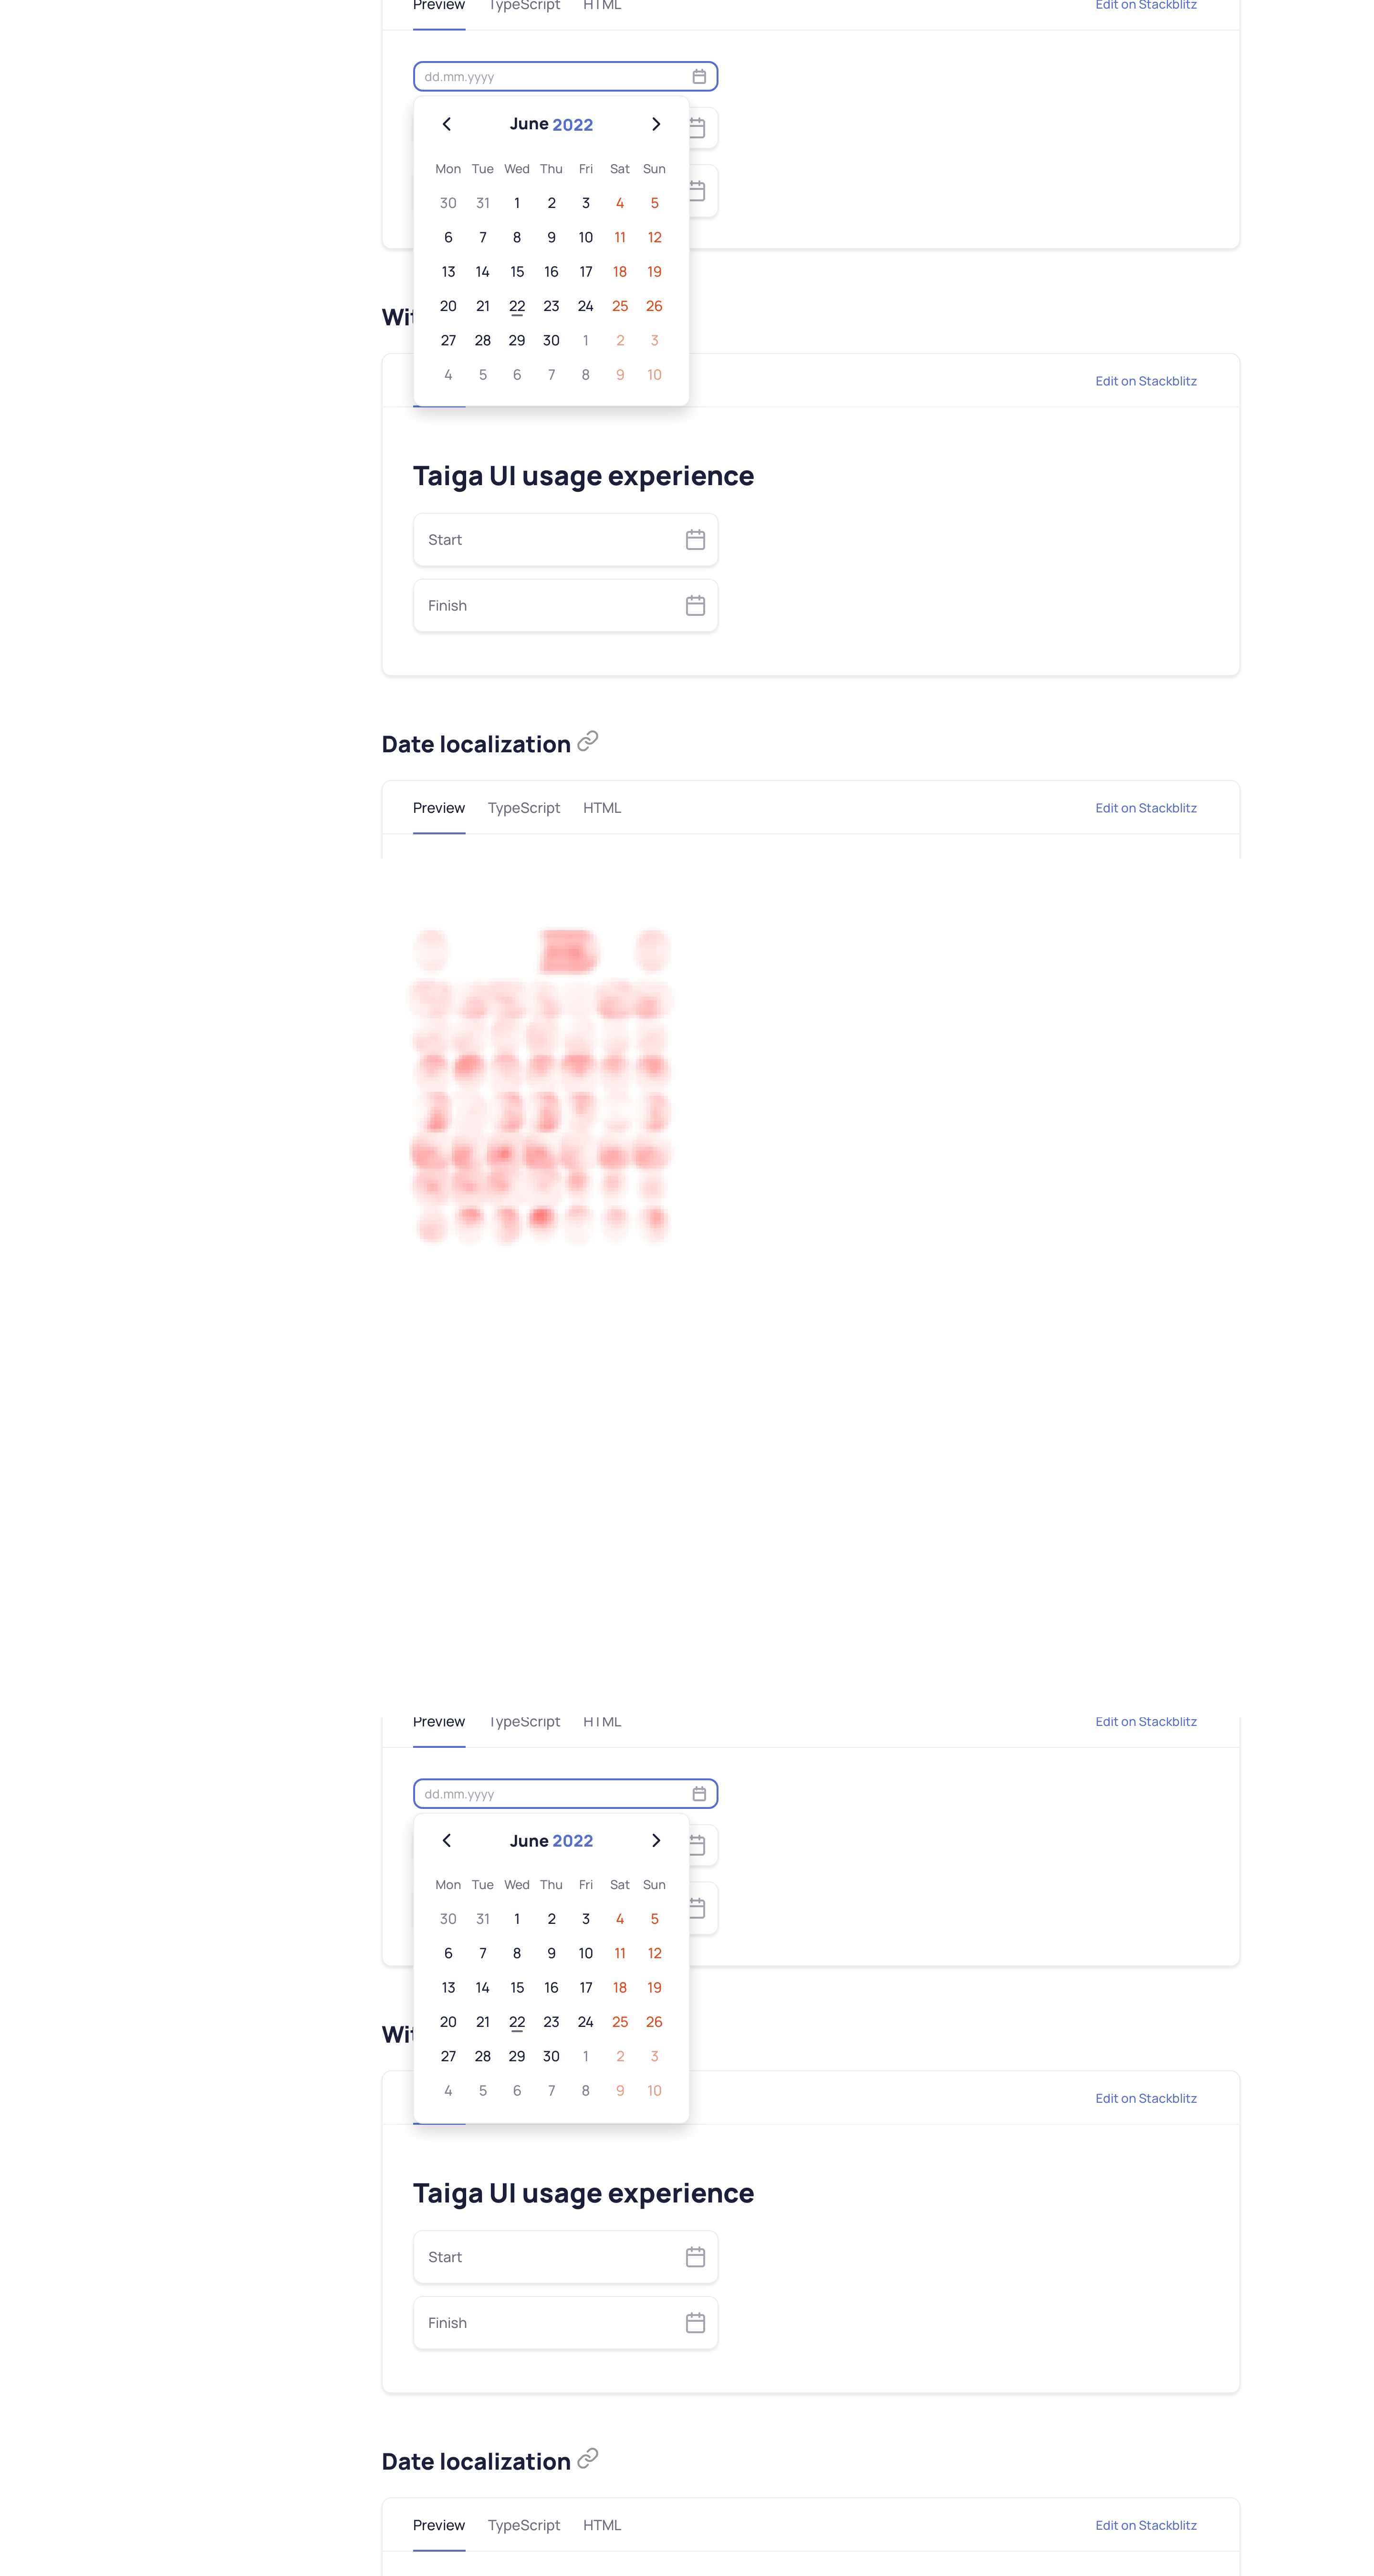 Preview TypeScript HTML Edit on Stackblitz
dd.mm.yyyy
June 2022
Mon Tue Wed Thu Fri Sat Sun
30 31 1 2 3 4 5
6 7 8 9 10 11 12
13 14 15 16 17 18 19
20 21 22 23 24 25 26
Wit
27 28 29 30 1 2 3
4 5 6 7 8 9 10
Edit on Stackblitz
Taiga UI usage experience
Start
Finish
Date localization
Preview TypeScript HTML Edit on Stackblitz
Preview TypeScript HTML Edit on Stackblitz
dd.mm.yyyy
June 2022
Mon Tue Wed Thu Fri Sat Sun
30 31 1 2 3 4 5
6 7 8 9 10 11 12
13 14 15 16 17 18 19
20 21 22 23 24 25 26
Wit
27 28 29 30 1 2 3
4 5 6 7 8 9 10
Edit on Stackblitz
Taiga UI usage experience
Start
Finish
Date localization
Preview TypeScript HTML Edit on Stackblitz